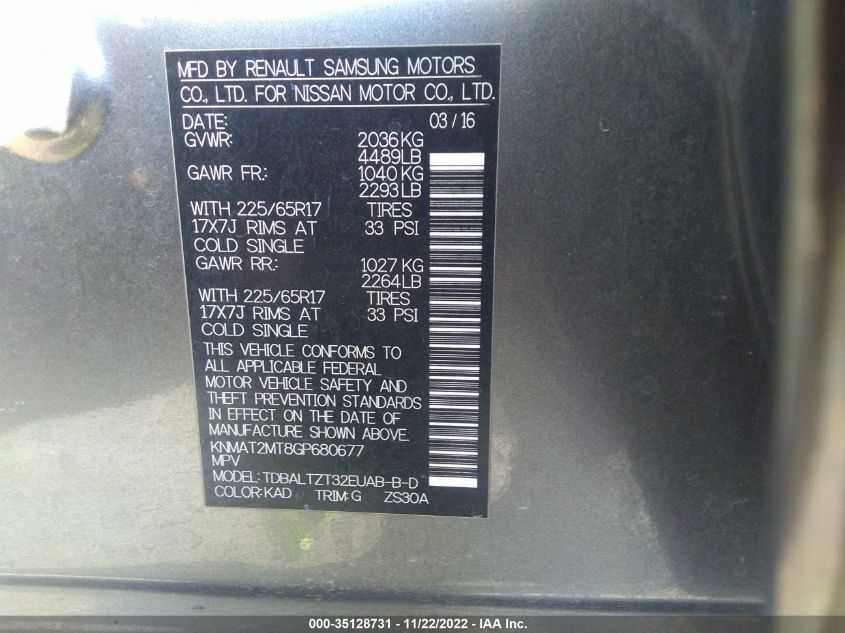 MFD BY RENAULT SAMSUNG MOTORS
CO., LTD. FOR NISSAN MOTOR CO., LTD.
DATE: 03/16
GVWR: 2036KG
4489LB
GAWR FR: 1040KG
2293LB
WITH 225/65R17 TIRES
17X7J RIMS AT 33 PSI
COLD SINGLE
GAWR RR: 1027KG
2264LB
WITH 225/65R17 TIRES
17X7J RIMS AT 33 PSI
COLD SINGLE
THIS VEHICLE CONFORMS TO
ALL APPLICABLE FEDERAL
MOTOR VEHICLE SAFETY AND
THEFT PREVENTION STANDARDS
IN EFFECT ON THE DATE OF
MANUFACTURE SHOWN ABOVE.
KNMAT2MT8GP680677
MPV
MODEL:TDBALTZT32EUAB-B-D
COLOR:KAD TRIM:G ZS30A
000-35128731 - 11/22/2022 - IAA Inc.